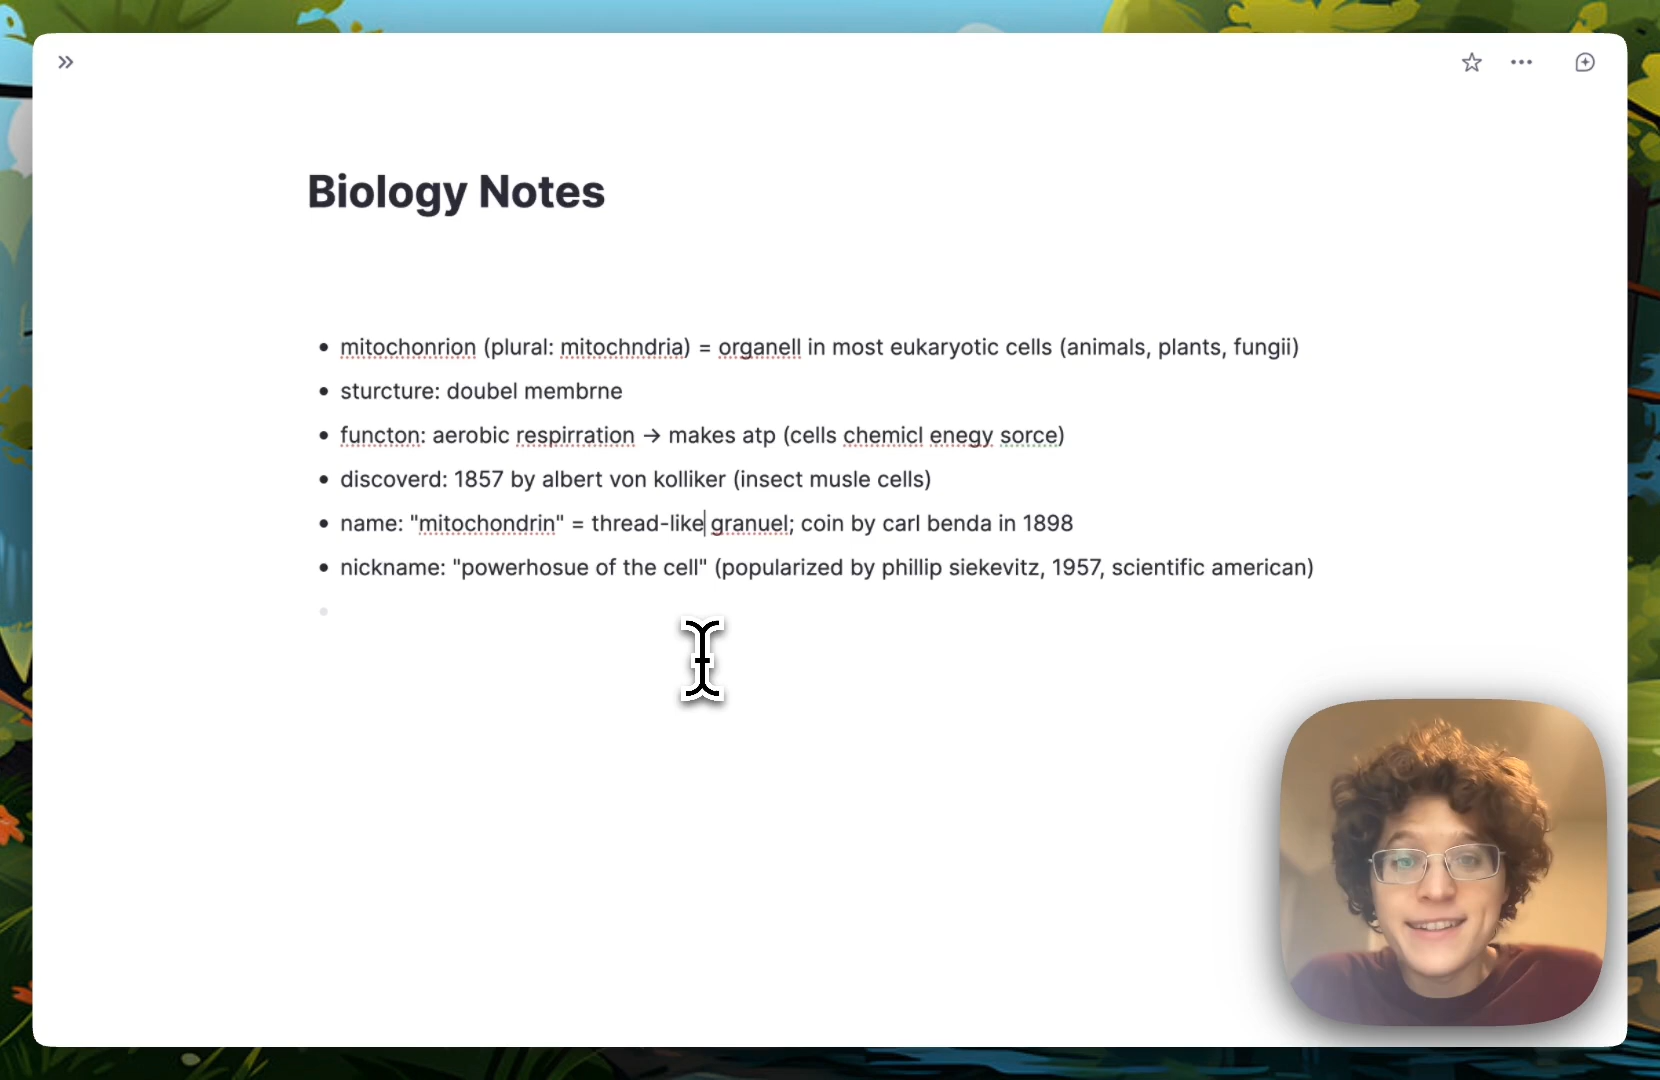 Biology Notes
• mitochonrion (plural: mitochndria) = organell in most eukaryotic cells (animals, plants, fungii)
• sturcture: doubel membrne
• functon: aerobic respirration → makes atp (cells chemicl enegy sorce)
• discoverd: 1857 by albert von kolliker (insect musle cells)
• name: "mitochondrin" = thread-like granuel; coin by carl benda in 1898
• nickname: "powerhosue of the cell" (popularized by phillip siekevitz, 1957, scientific american)